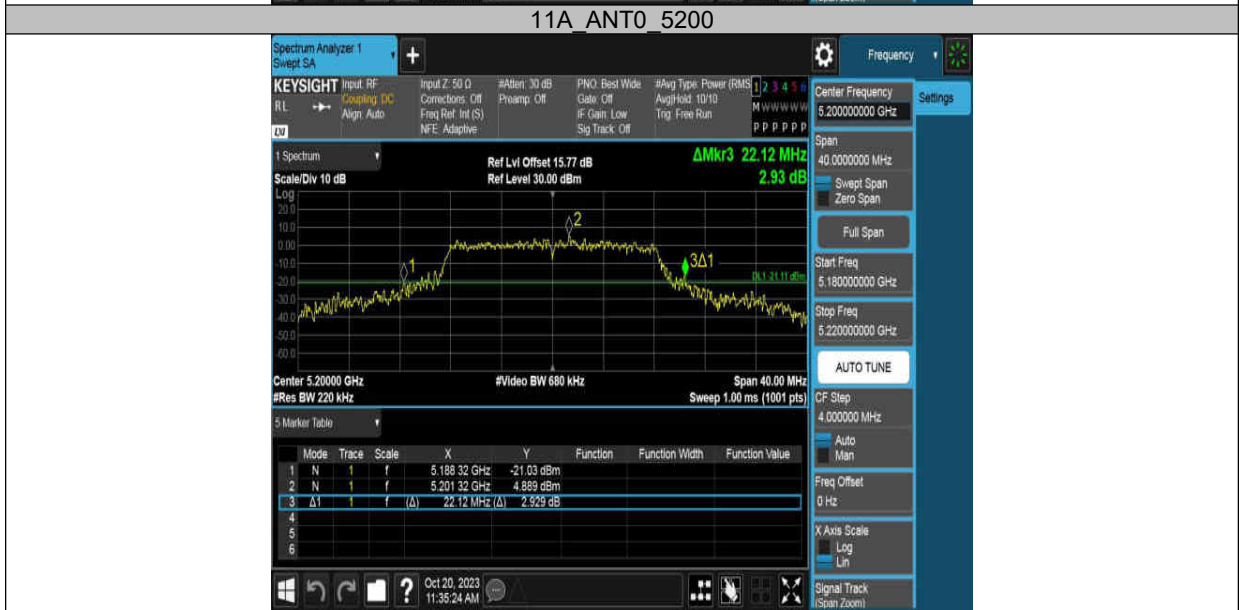 11A_ANT0_5200
Spectrum Analyzer 1
Swept SA
+
Frequency
KEYSIGHT
RL
LXI
Input: RF
Coupling: DC
Align: Auto
Input Z: 50 Ω
Corrections: Off
Freq Ref: Int (S)
NFE: Adaptive
#Atten: 30 dB
Preamp: Off
PNO: Best Wide
Gate: Off
IF Gain: Low
Sig Track: Off
#Avg Type: Power (RMS
Avg|Hold: 10/10
Trig: Free Run
1 2 3 4 5 6
M W W W W W
P P P P P P
1 Spectrum
Scale/Div 10 dB
Ref Lvl Offset 15.77 dB
Ref Level 30.00 dBm
ΔMkr3 22.12 MHz
2.93 dB
Log
20.0
10.0
0.00
-10.0
-20.0
-30.0
-40.0
-50.0
-60.0
1
2
3Δ1
DL1 -21.11 dBm
Center 5.20000 GHz
#Res BW 220 kHz
#Video BW 680 kHz
Span 40.00 MHz
Sweep 1.00 ms (1001 pts)
5 Marker Table
Mode Trace Scale X Y Function Function Width Function Value
1 N 1 f 5.188 32 GHz -21.03 dBm
2 N 1 f 5.201 32 GHz 4.889 dBm
3 Δ1 1 f (Δ) 22.12 MHz (Δ) 2.929 dB
4
5
6
Center Frequency
5.200000000 GHz
Settings
Span
40.0000000 MHz
Swept Span
Zero Span
Full Span
Start Freq
5.180000000 GHz
Stop Freq
5.220000000 GHz
AUTO TUNE
CF Step
4.000000 MHz
Auto
Man
Freq Offset
0 Hz
X Axis Scale
Log
Lin
Signal Track
(Span Zoom)
?
Oct 20, 2023
11:35:24 AM